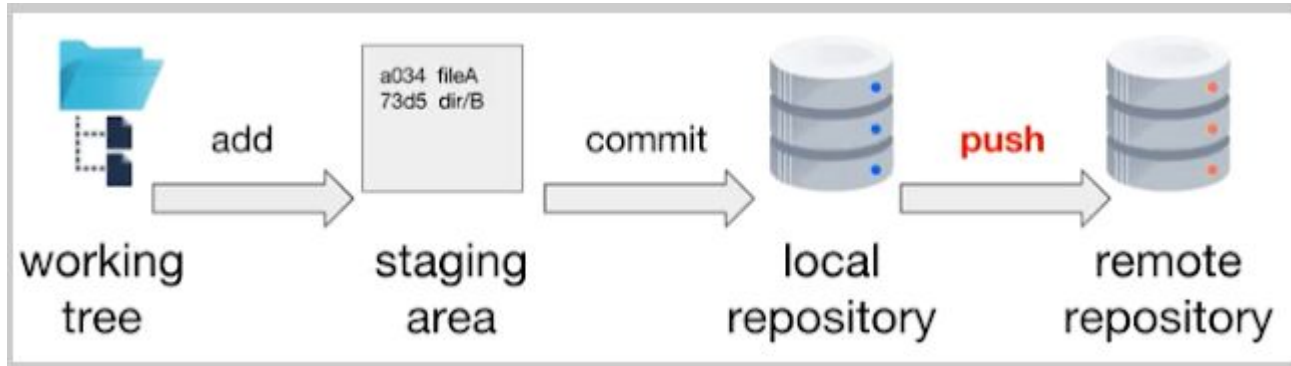 a034 fileA
73d5 dir/B
add
commit
push
working
tree
staging
area
local
repository
remote
repository